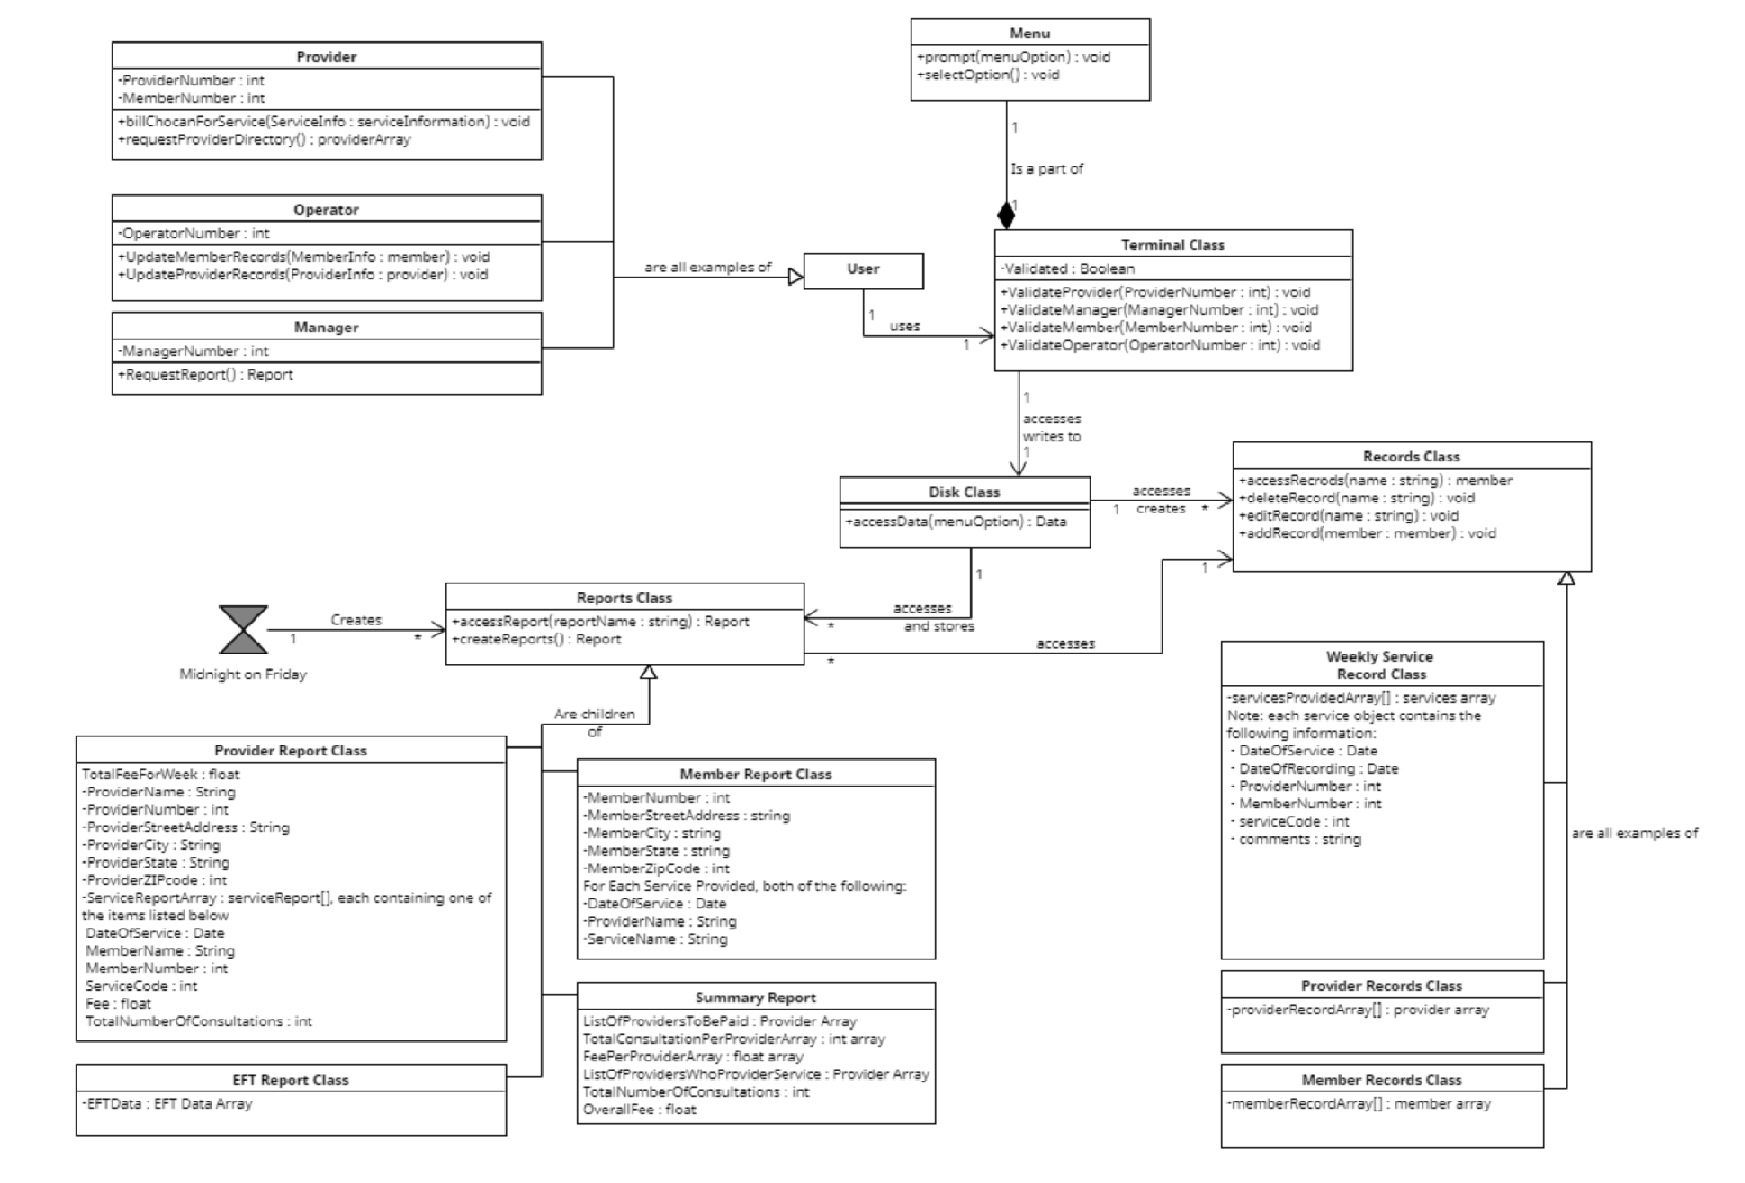 Provider
-ProviderNumber : int
-MemberNumber : int
+billChocanForService(ServiceInfo : serviceInformation) : void
+requestProviderDirectory() : providerArray
Operator
-OperatorNumber : int
+UpdateMemberRecords(MemberInfo : member) : void
+UpdateProviderRecords(ProviderInfo : provider) : void
Manager
-ManagerNumber : int
+RequestReport() : Report
are all examples of
User
1
uses
1
Menu
+prompt(menuOption) : void
+selectOption() : void
1
Is a part of
1
Terminal Class
-Validated : Boolean
+ValidateProvider(ProviderNumber : int) : void
+ValidateManager(ManagerNumber : int) : void
+ValidateMember(MemberNumber : int) : void
+ValidateOperator(OperatorNumber : int) : void
1
accesses
writes to
1
Disk Class
+accessData(menuOption) : Data
accesses
1 creates *
Records Class
+accessRecrods(name : string) : member
+deleteRecord(name : string) : void
+editRecord(name : string) : void
+addRecord(member : member) : void
1
1
accesses
* and stores
Midnight on Friday
Creates
1 *
Reports Class
+accessReport(reportName : string) : Report
+createReports() : Report
* accesses
Are children
of
Provider Report Class
TotalFeeForWeek : float
-ProviderName : String
-ProviderNumber : int
-ProviderStreetAddress : String
-ProviderCity : String
-ProviderState : String
-ProviderZIPcode : int
-ServiceReportArray : serviceReport[], each containing one of
the items listed below
DateOfService : Date
MemberName : String
MemberNumber : int
ServiceCode : int
Fee : float
TotalNumberOfConsultations : int
EFT Report Class
-EFTData : EFT Data Array
Member Report Class
-MemberNumber : int
-MemberStreetAddress : string
-MemberCity : string
-MemberState : string
-MemberZipCode : int
For Each Service Provided, both of the following:
-DateOfService : Date
-ProviderName : String
-ServiceName : String
Summary Report
ListOfProvidersToBePaid : Provider Array
TotalConsultationPerProviderArray : int array
FeePerProviderArray : float array
ListOfProvidersWhoProviderService : Provider Array
TotalNumberOfConsultations : int
OverallFee : float
Weekly Service
Record Class
-servicesProvidedArray[] : services array
Note: each service object contains the
following information:
- DateOfService : Date
- DateOfRecording : Date
- ProviderNumber : int
- MemberNumber : int
- serviceCode : int
- comments : string
are all examples of
Provider Records Class
-providerRecordArray[] : provider array
Member Records Class
-memberRecordArray[] : member array